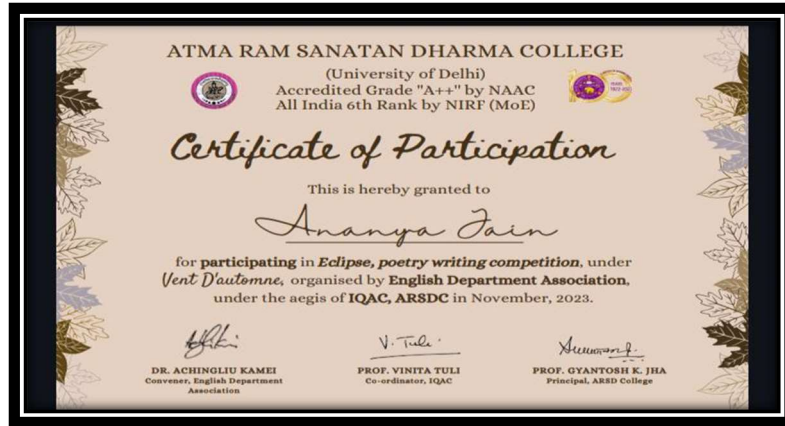 ATMA RAM SANATAN DHARMA COLLEGE
(University of Delhi)
Accredited Grade "A++" by NAAC
All India 6th Rank by NIRF (MoE)
Certificate of Participation
This is hereby granted to
Ananya Jain
for participating in Eclipse, poetry writing competition, under
Vent D'automne, organised by English Department Association,
under the aegis of IQAC, ARSDC in November, 2023.
V. Tuli
DR. ACHINGLIU KAMEI
Convener, English Department
Association
PROF. VINITA TULI
Co-ordinator, IQAC
PROF. GYANTOSH K. JHA
Principal, ARSD College